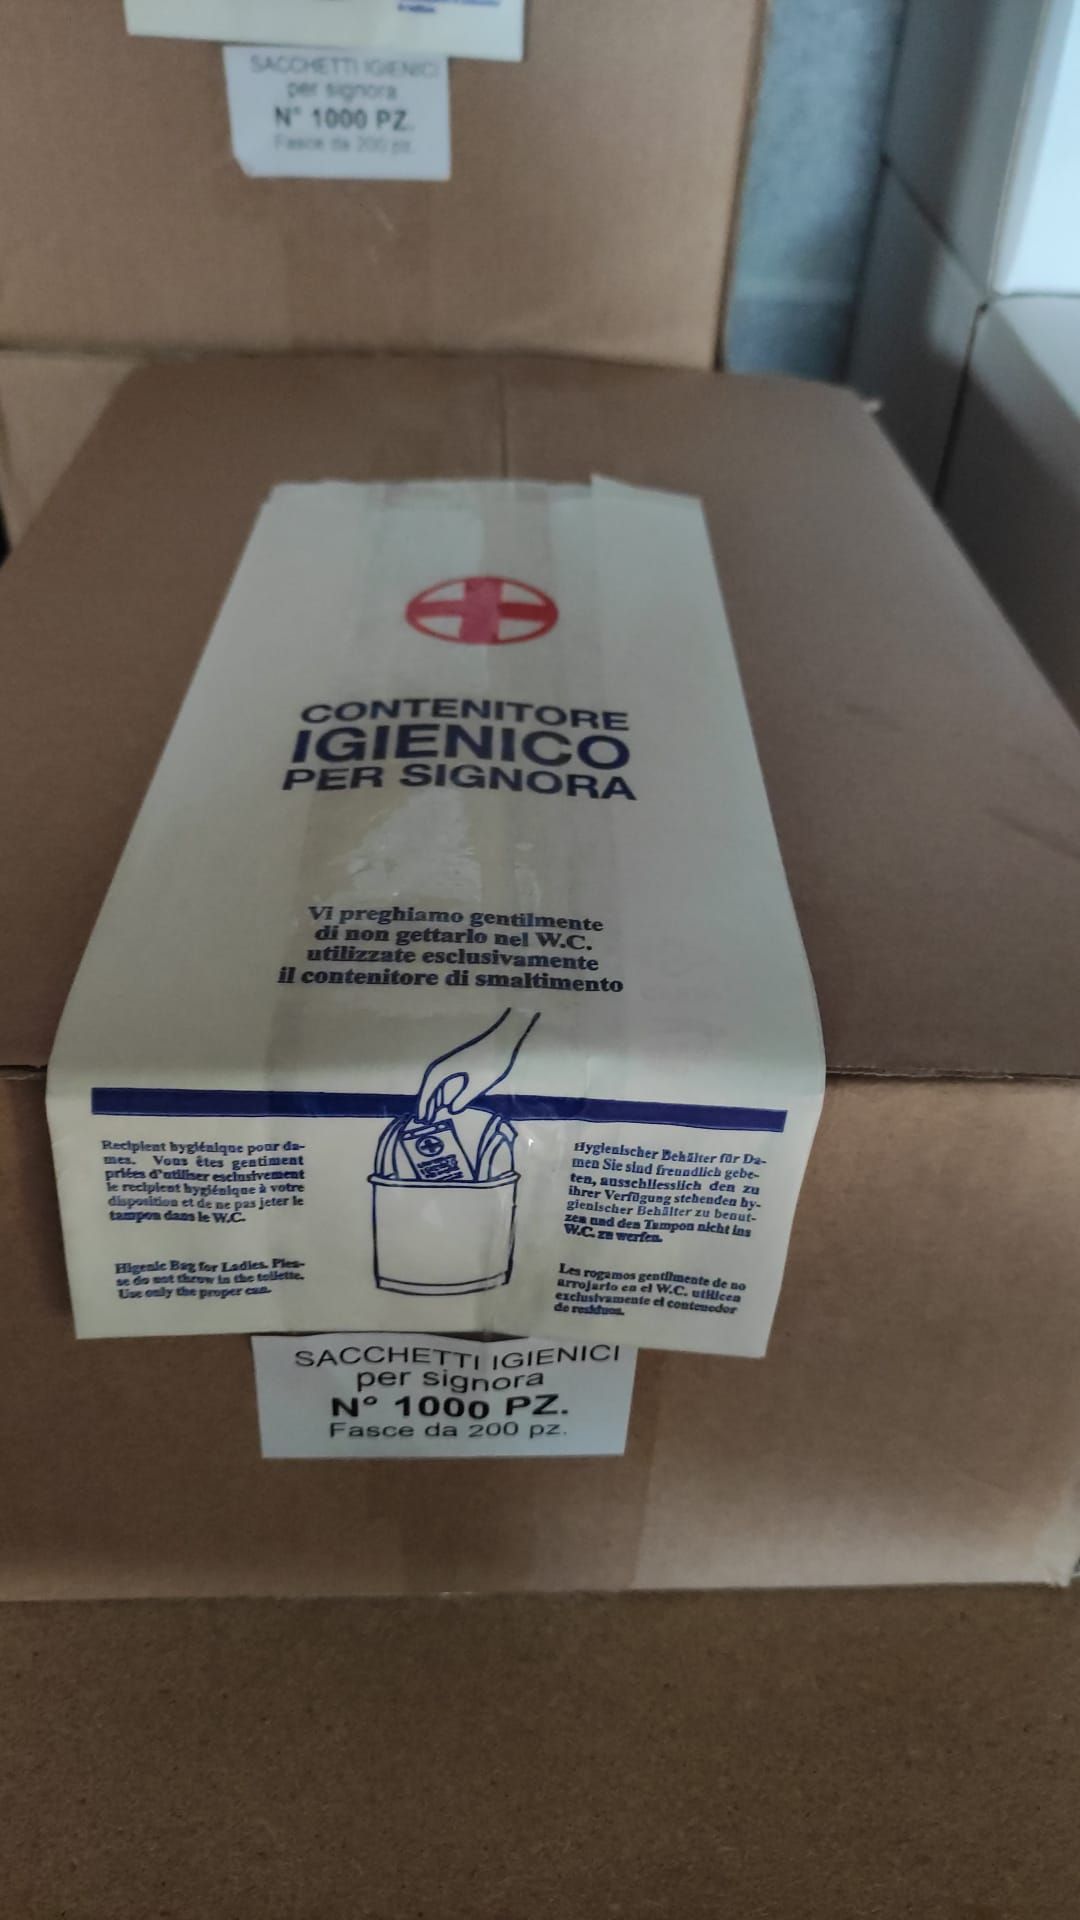 SACCHETTI IGIENICI
per signora
N° 1000 PZ.
Fasce da 200 pz.
CONTENITORE
IGIENICO
PER SIGNORA
Vi preghiamo gentilmente
di non gettarlo nel W.C.
utilizzate esclusivamente
il contenitore di smaltimento
Recipient hygiénique pour da-
mes. Vous êtes gentiment
priées d'utiliser esclusivement
le recipient hygiénique à votre
disposition et de ne pas jeter le
tampon dans le W.C.
Higenic Bag for Ladies. Plea-
se do not throw in the toilette.
Use only the proper can.
Hygienischer Behälter für Da-
men Sie sind freundlich gebe-
ten, ausschliesslich den zu
ihrer Verfügung stehenden hy-
gienischer Behälter zu benut-
zen und den Tampon nicht ins
W.C. zu werfen.
Les rogamos gentilmente de no
arrojarlo en el W.C. utilicen
exclusivamente el contenedor
de residuos.
SACCHETTI IGIENICI
per signora
N° 1000 PZ.
Fasce da 200 pz.